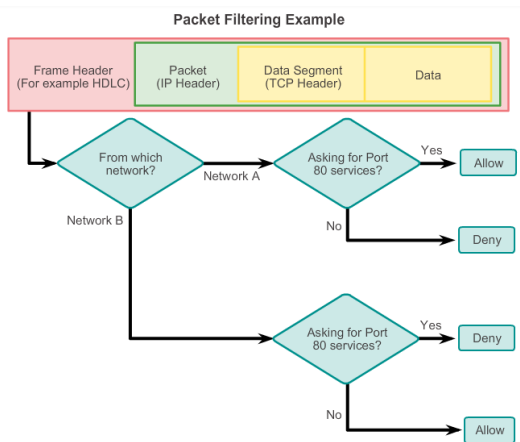 Packet Filtering Example
Frame Header
(For example HDLC)
Packet
(IP Header)
Data Segment
(TCP Header)
Data
From which
network?
Network A
Asking for Port
80 services?
Yes
Allow
No
Deny
Network B
Asking for Port
80 services?
Yes
Deny
No
Allow